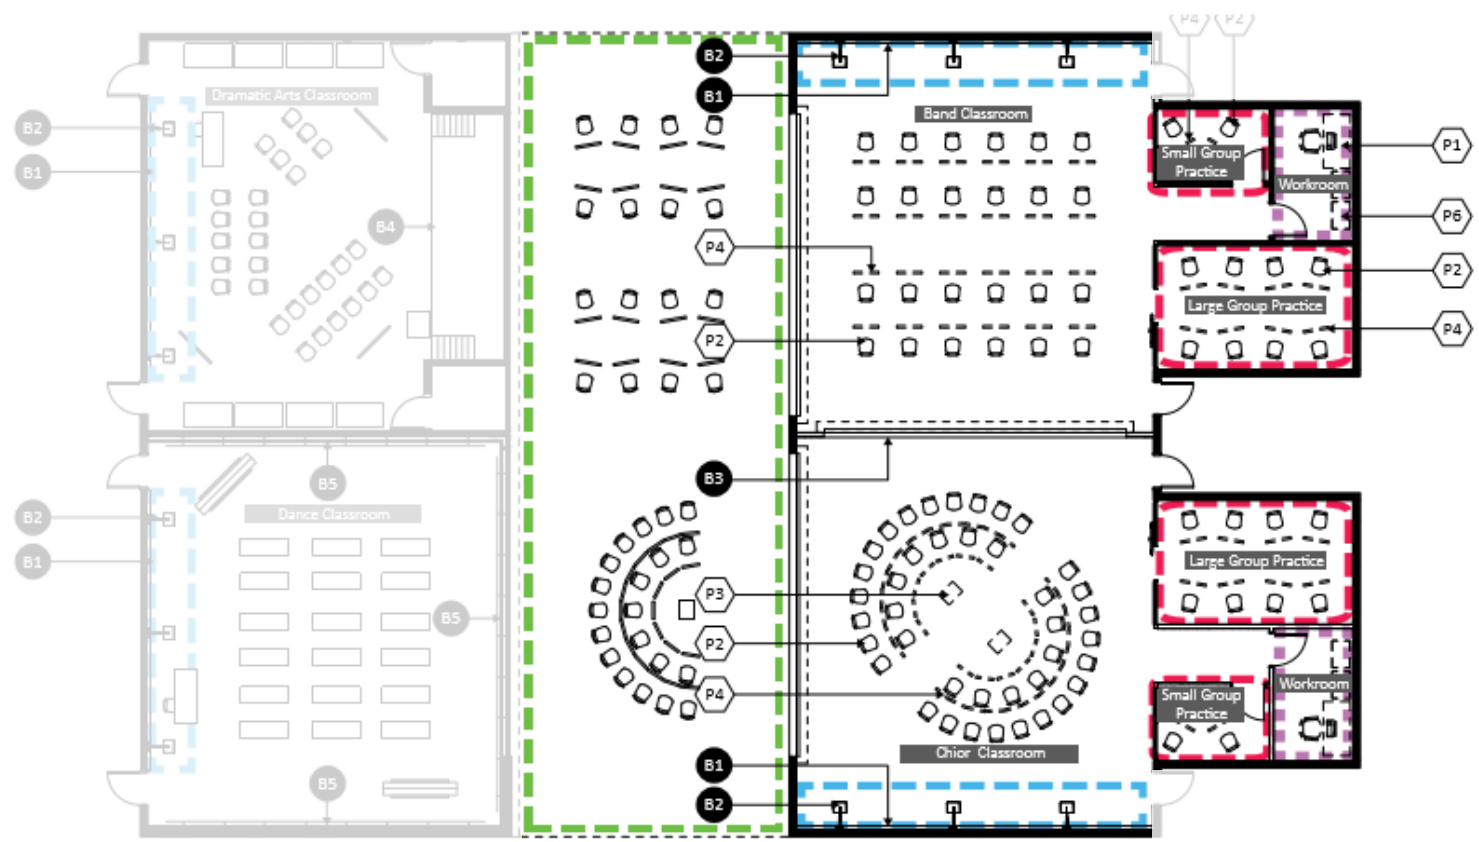 P4 P2
B2
B1
Dramatic Arts Classroom
B2
B1
B4
Band Classroom
Small Group
Practice
Workroom
P1
P6
P4
P2
Large Group Practice
P2
P4
B5
B3
Dance Classroom
B2
B1
B5
B5
P3
P2
P4
Large Group Practice
Workroom
Small Group
Practice
Chior Classroom
B1
B2